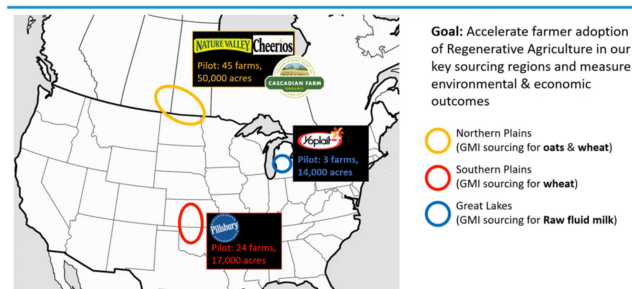 NATURE VALLEY
Cheerios
Pilot: 45 farms,
50,000 acres
CASCADIAN FARM
Yoplait
Pilot: 3 farms,
14,000 acres
Pillsbury
Pilot: 24 farms,
17,000 acres
Goal: Accelerate farmer adoption
of Regenerative Agriculture in our
key sourcing regions and measure
environmental & economic
outcomes
Northern Plains
(GMI sourcing for oats & wheat)
Southern Plains
(GMI sourcing for wheat)
Great Lakes
(GMI sourcing for Raw fluid milk)